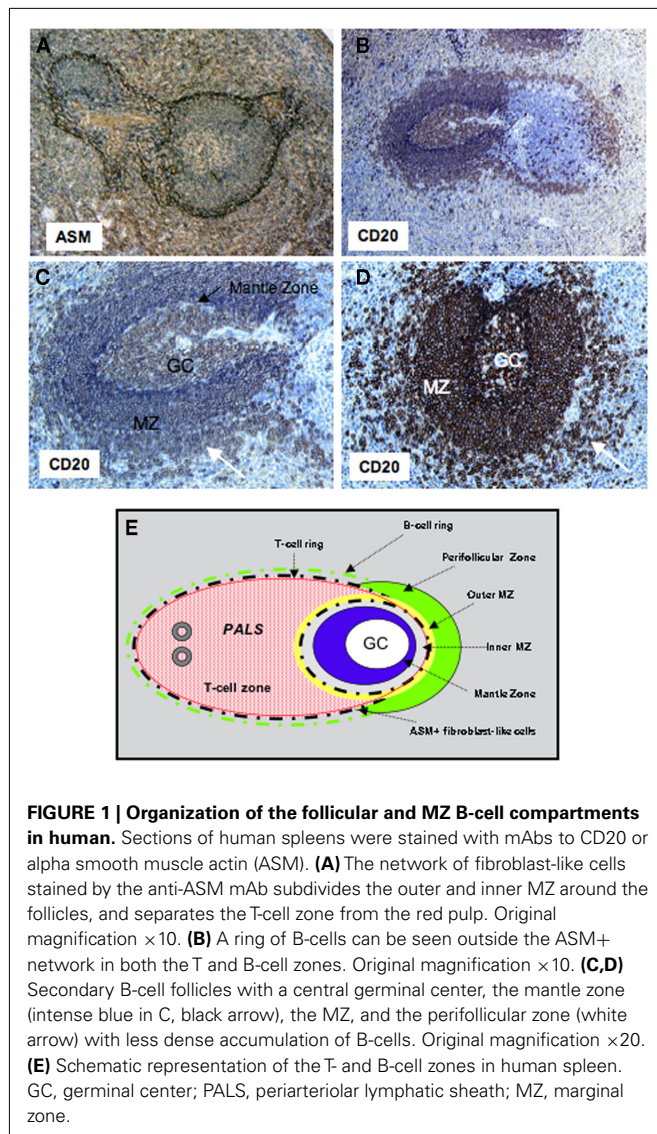 A
B
ASM
CD20
C
D
Mantle Zone
GC
GC
MZ
MZ
CD20
CD20
E
B-cell ring
T-cell ring
Perifollicular Zone
Outer MZ
PALS
GC
Inner MZ
T-cell zone
Mantle Zone
ASM+ fibroblast-like cells
FIGURE 1 | Organization of the follicular and MZ B-cell compartments
in human. Sections of human spleens were stained with mAbs to CD20 or
alpha smooth muscle actin (ASM). (A) The network of fibroblast-like cells
stained by the anti-ASM mAb subdivides the outer and inner MZ around the
follicles, and separates the T-cell zone from the red pulp. Original
magnification ×10. (B) A ring of B-cells can be seen outside the ASM+
network in both the T and B-cell zones. Original magnification ×10. (C,D)
Secondary B-cell follicles with a central germinal center, the mantle zone
(intense blue in C, black arrow), the MZ, and the perifollicular zone (white
arrow) with less dense accumulation of B-cells. Original magnification ×20.
(E) Schematic representation of the T- and B-cell zones in human spleen.
GC, germinal center; PALS, periarteriolar lymphatic sheath; MZ, marginal
zone.